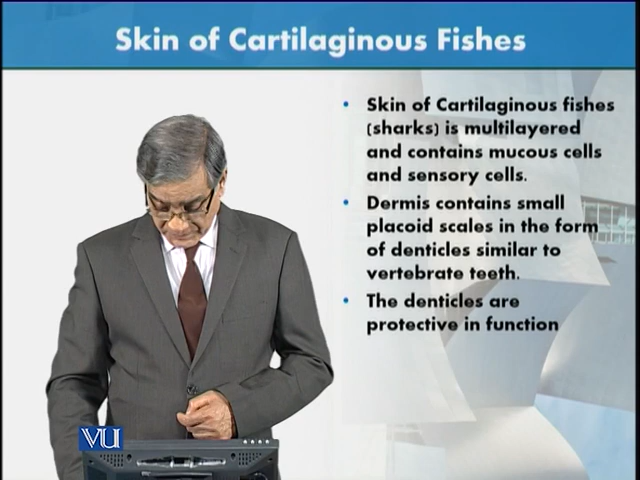 Skin of Cartilaginous Fishes
• Skin of Cartilaginous fishes
(sharks) is multilayered
and contains mucous cells
and sensory cells.
• Dermis contains small
placoid scales in the form
of denticles similar to
vertebrate teeth.
• The denticles are
protective in function
VU